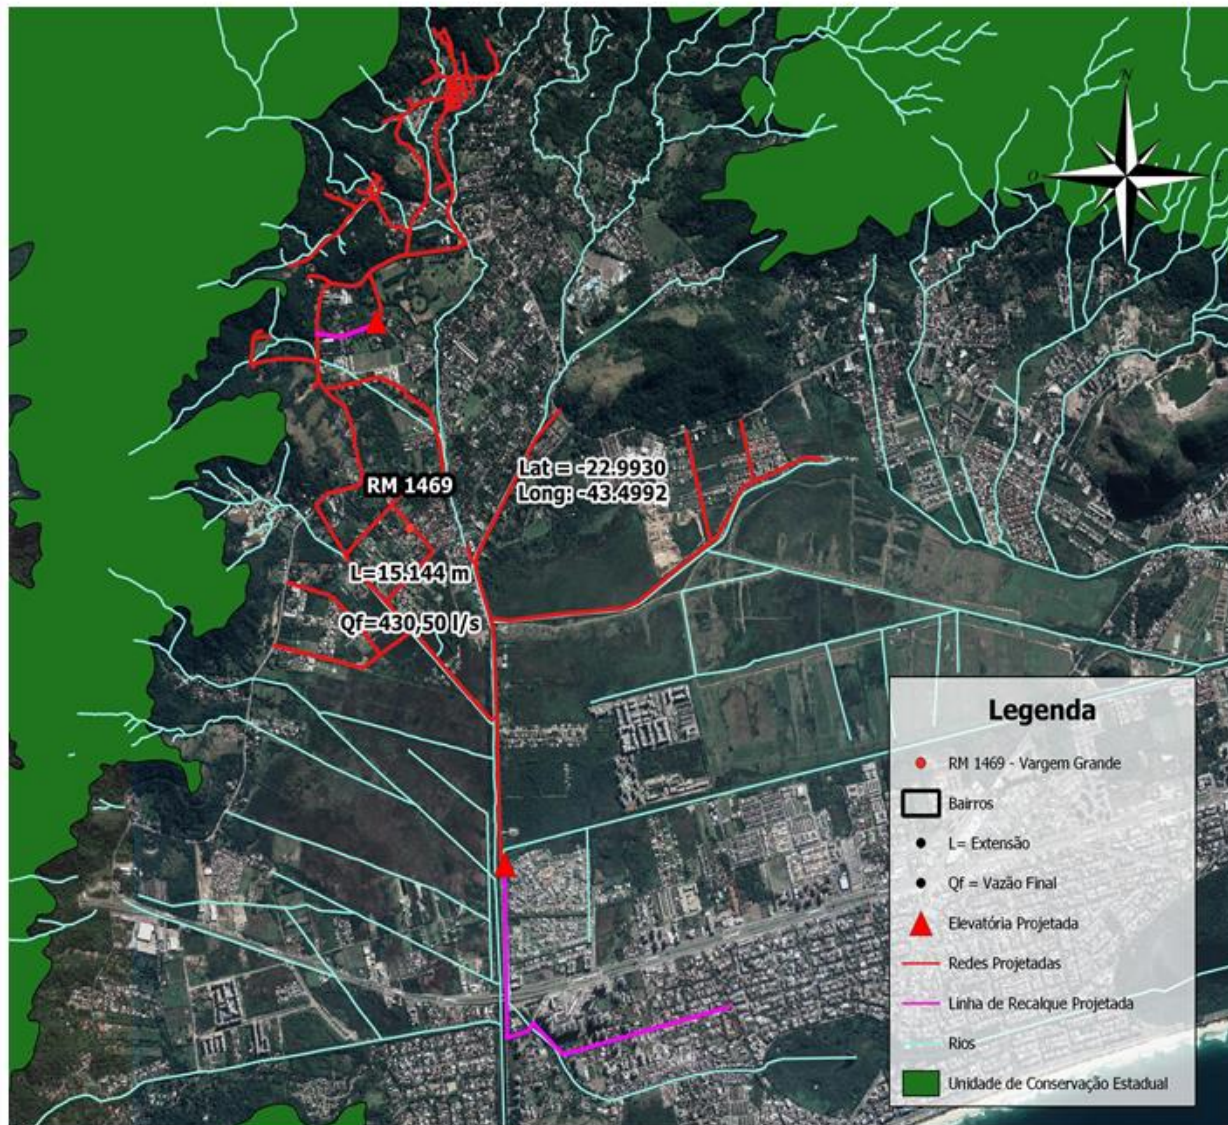 N
O
E
RM 1469
Lat = -22.9930
Long: -43.4992
L=15.144 m
Qf=430,50 l/s
Legenda
RM 1469 - Vargem Grande
Bairros
L= Extensão
Qf = Vazão Final
Elevatória Projetada
Redes Projetadas
Linha de Recalque Projetada
Rios
Unidade de Conservação Estadual